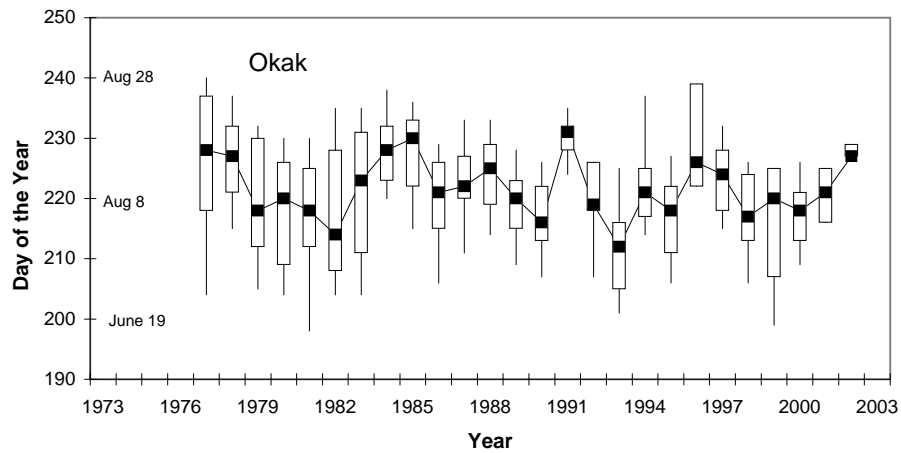 250
Okak
240
Aug 28
230
220
Aug 8
210
200
June 19
190
1973 1976 1979 1982 1985 1988 1991 1994 1997 2000 2003
Day of the Year
Year